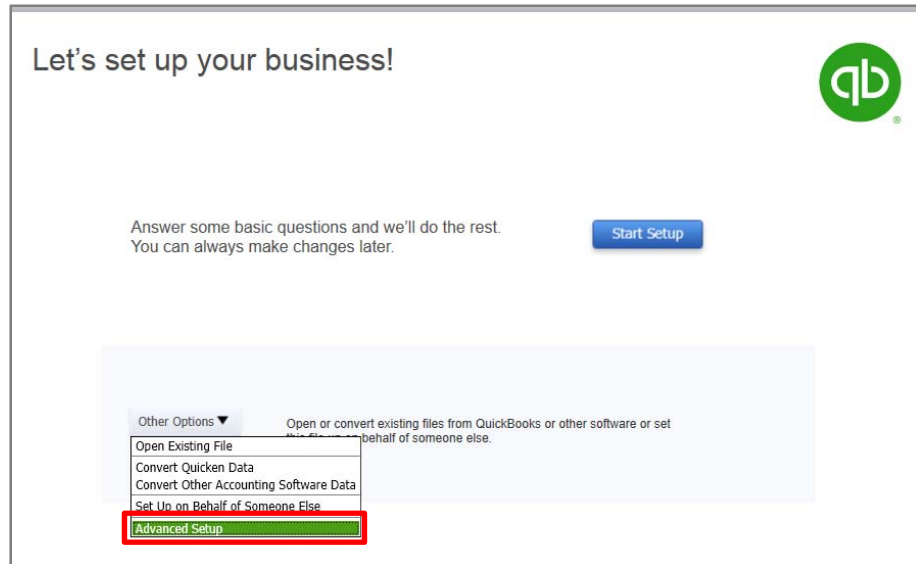 Let's set up your business!
qb
®
Answer some basic questions and we'll do the rest.
You can always make changes later.
Start Setup
Other Options ▼
Open or convert existing files from QuickBooks or other software or set
behalf of someone else.
Open Existing File
Convert Quicken Data
Convert Other Accounting Software Data
Set Up on Behalf of Someone Else
Advanced Setup